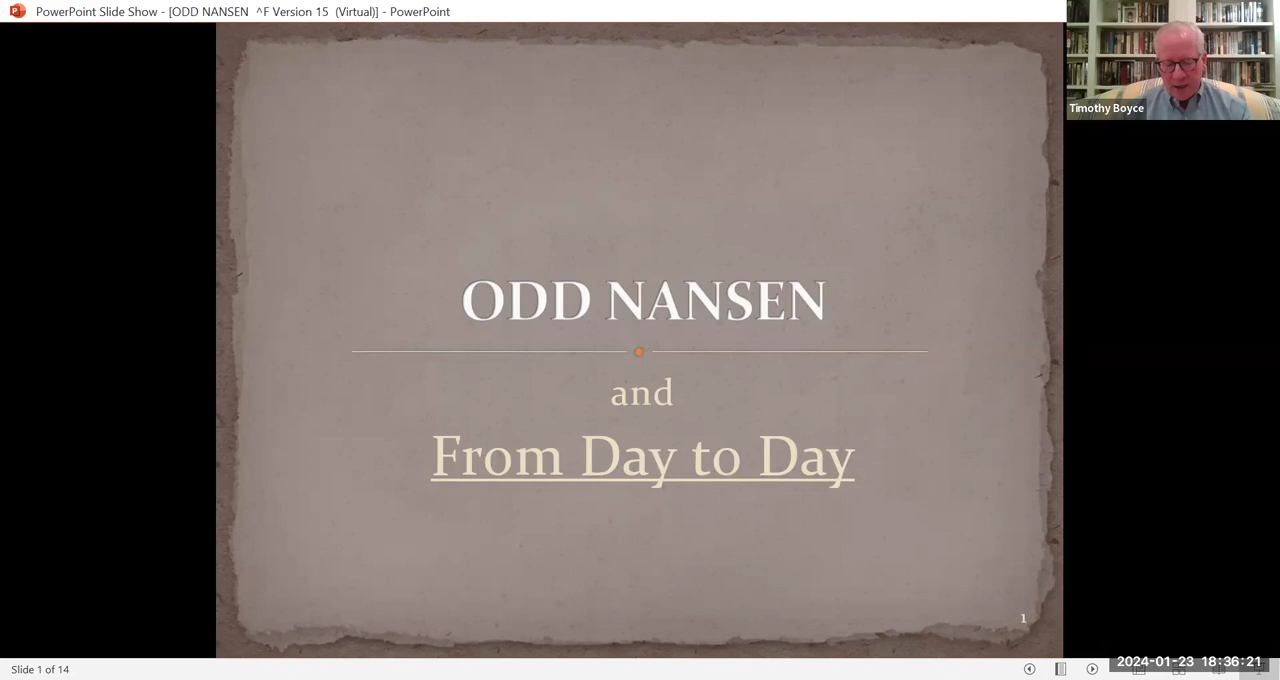 PowerPoint Slide Show - [ODD NANSEN ^F Version 15 (Virtual)] - PowerPoint
Timothy Boyce
ODD NANSEN
and
From Day to Day
1
Slide 1 of 14
2024-01-23 18:36:21